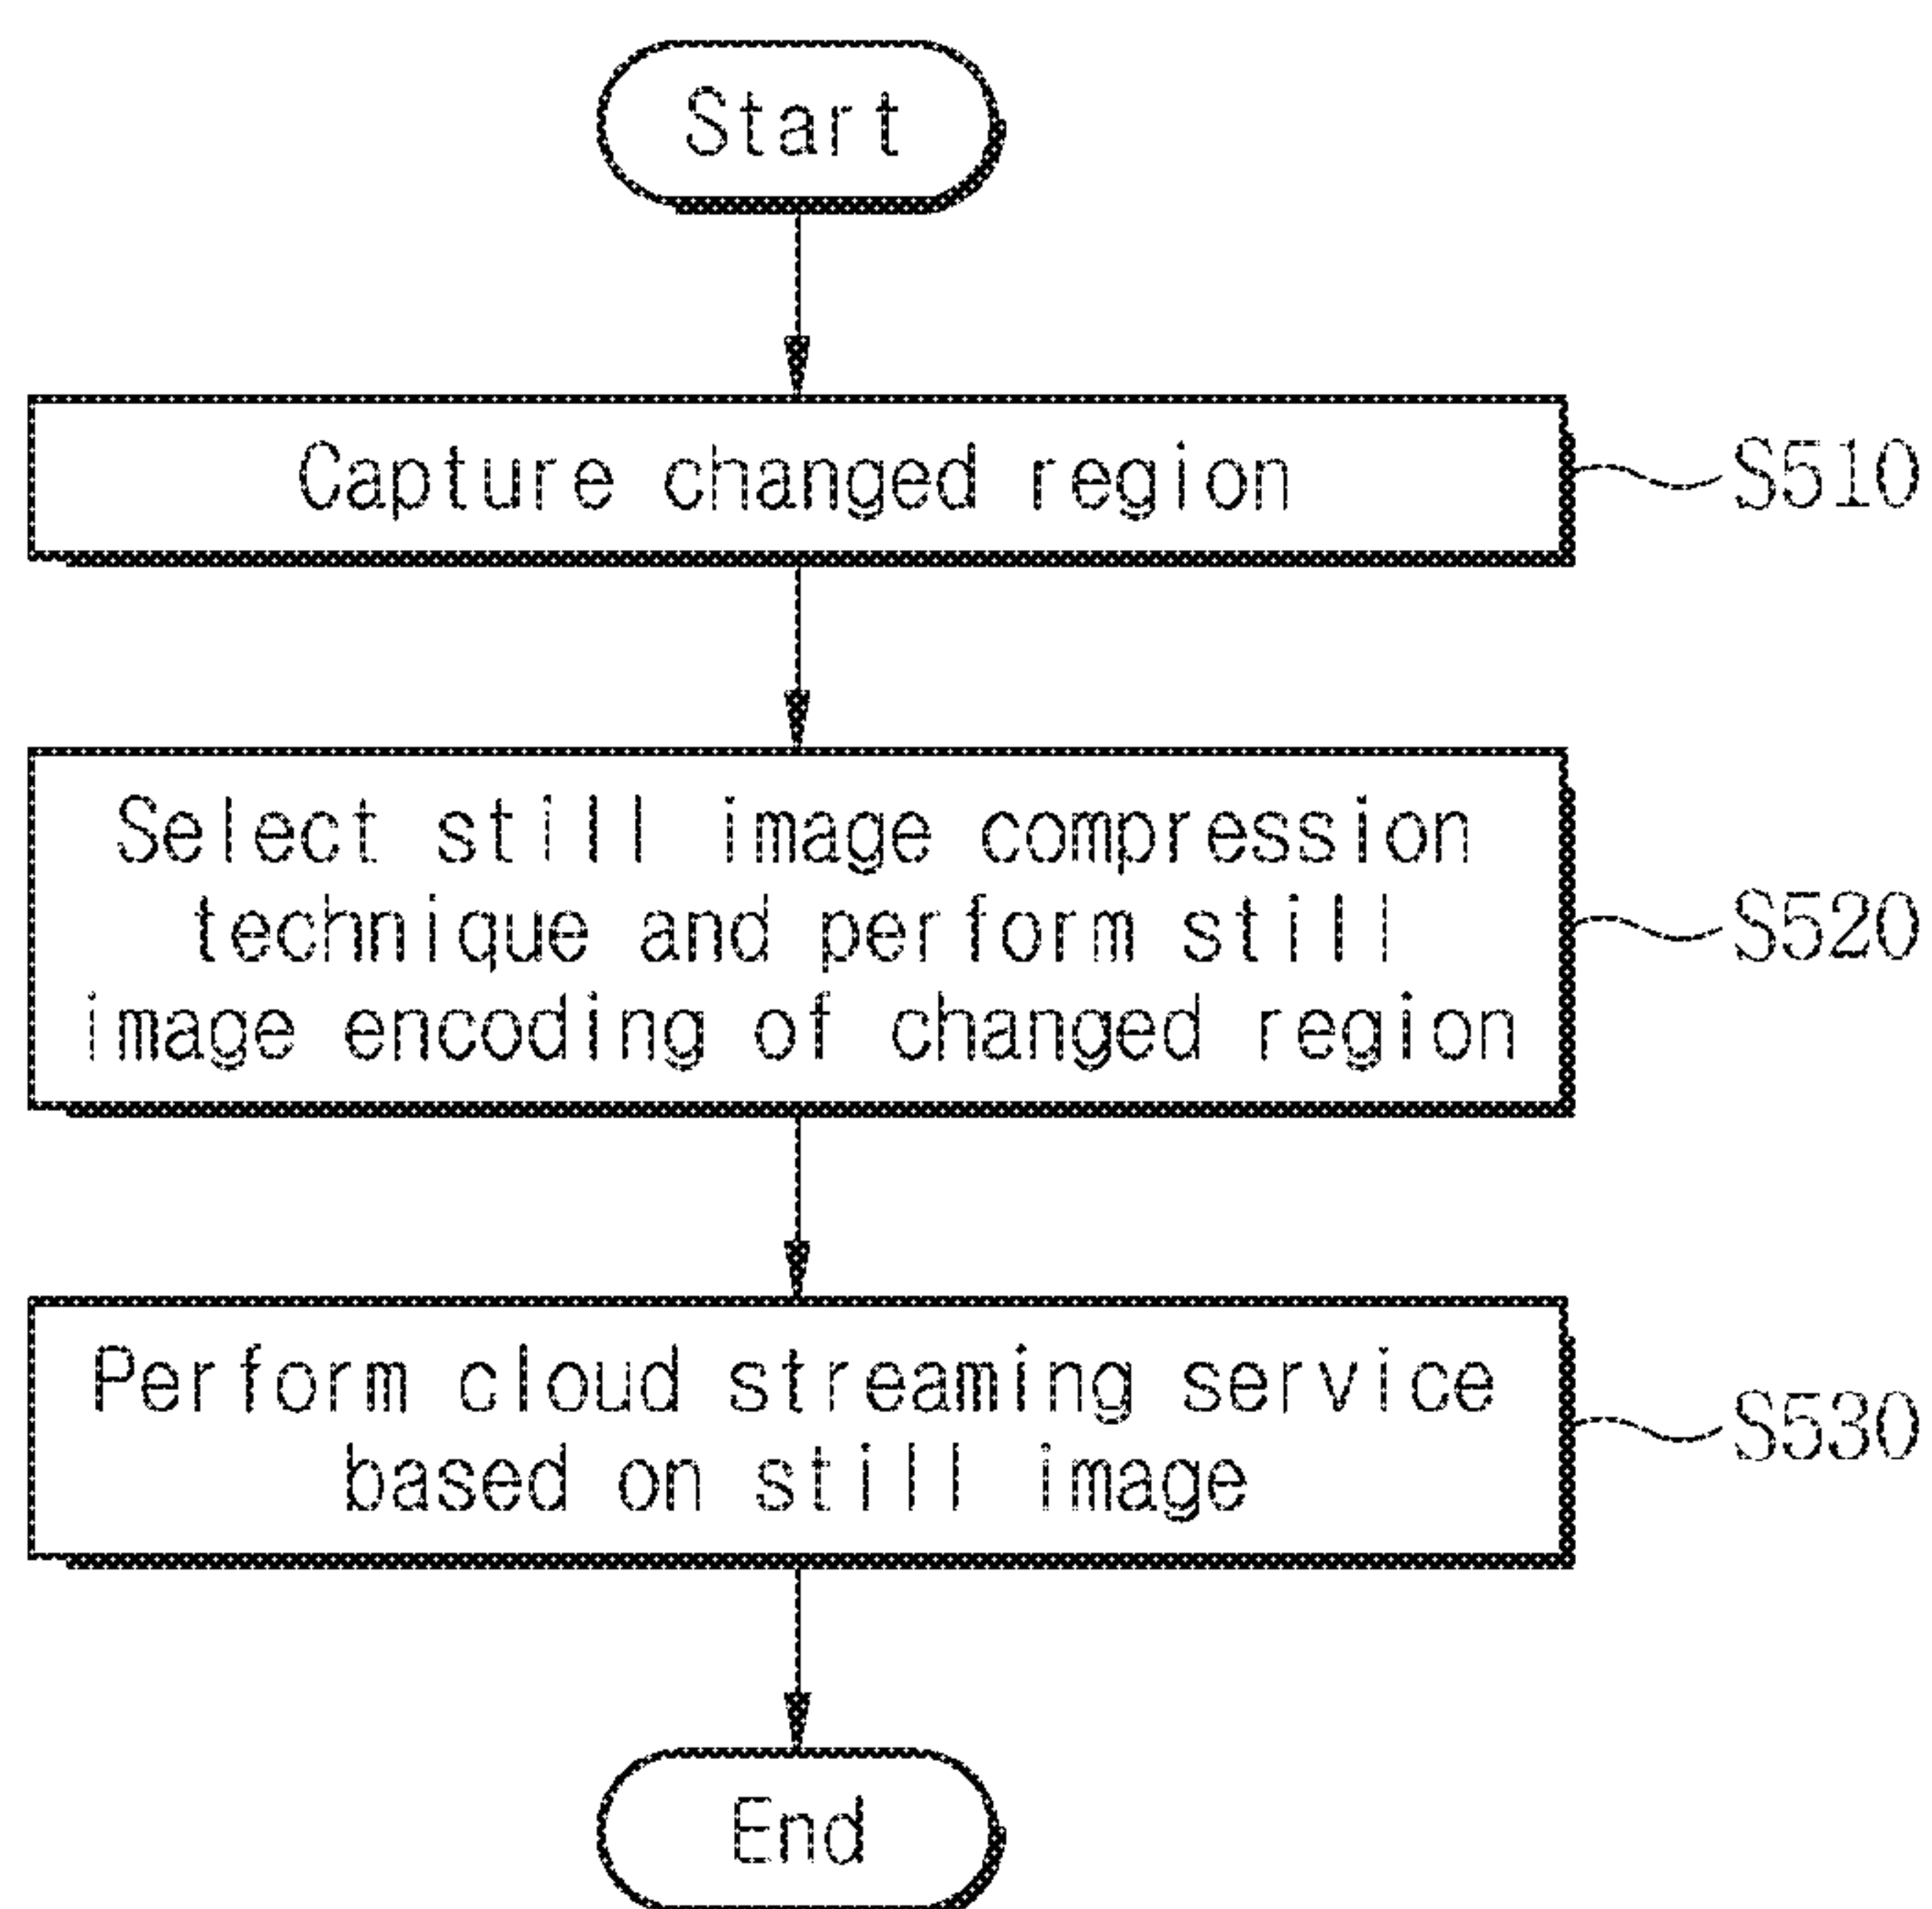 Start
Capture changed region
S510
Select still image compression
technique and perform still
image encoding of changed region
S520
Perform cloud streaming service
based on still image
S530
End